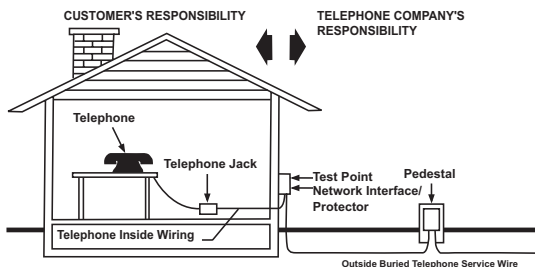 CUSTOMER'S RESPONSIBILITY
TELEPHONE COMPANY'S
RESPONSIBILITY
Telephone
Telephone Jack
Test Point
Network Interface/
Protector
Pedestal
Telephone Inside Wiring
Outside Buried Telephone Service Wire